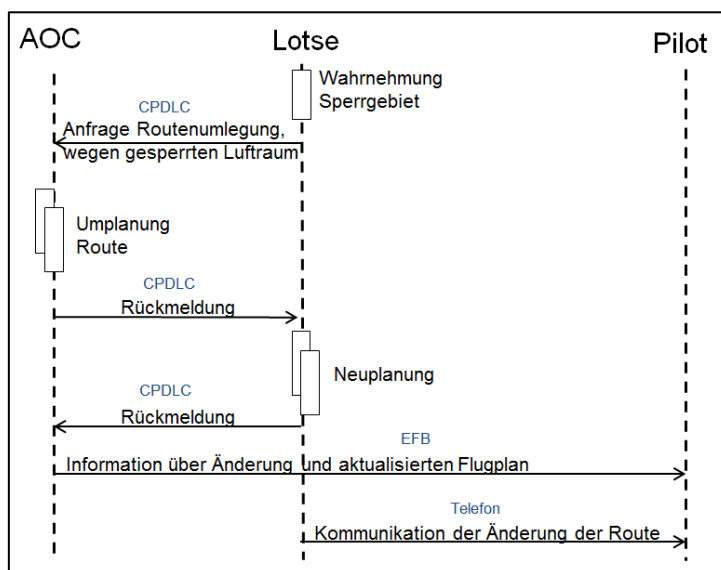 AOC
Lotse
Pilot
Wahrnehmung
Sperrgebiet
CPDLC
Anfrage Routenumlegung,
wegen gesperrten Luftraum
Umplanung
Route
CPDLC
Rückmeldung
Neuplanung
CPDLC
Rückmeldung
EFB
Information über Änderung und aktualisierten Flugplan
Telefon
Kommunikation der Änderung der Route